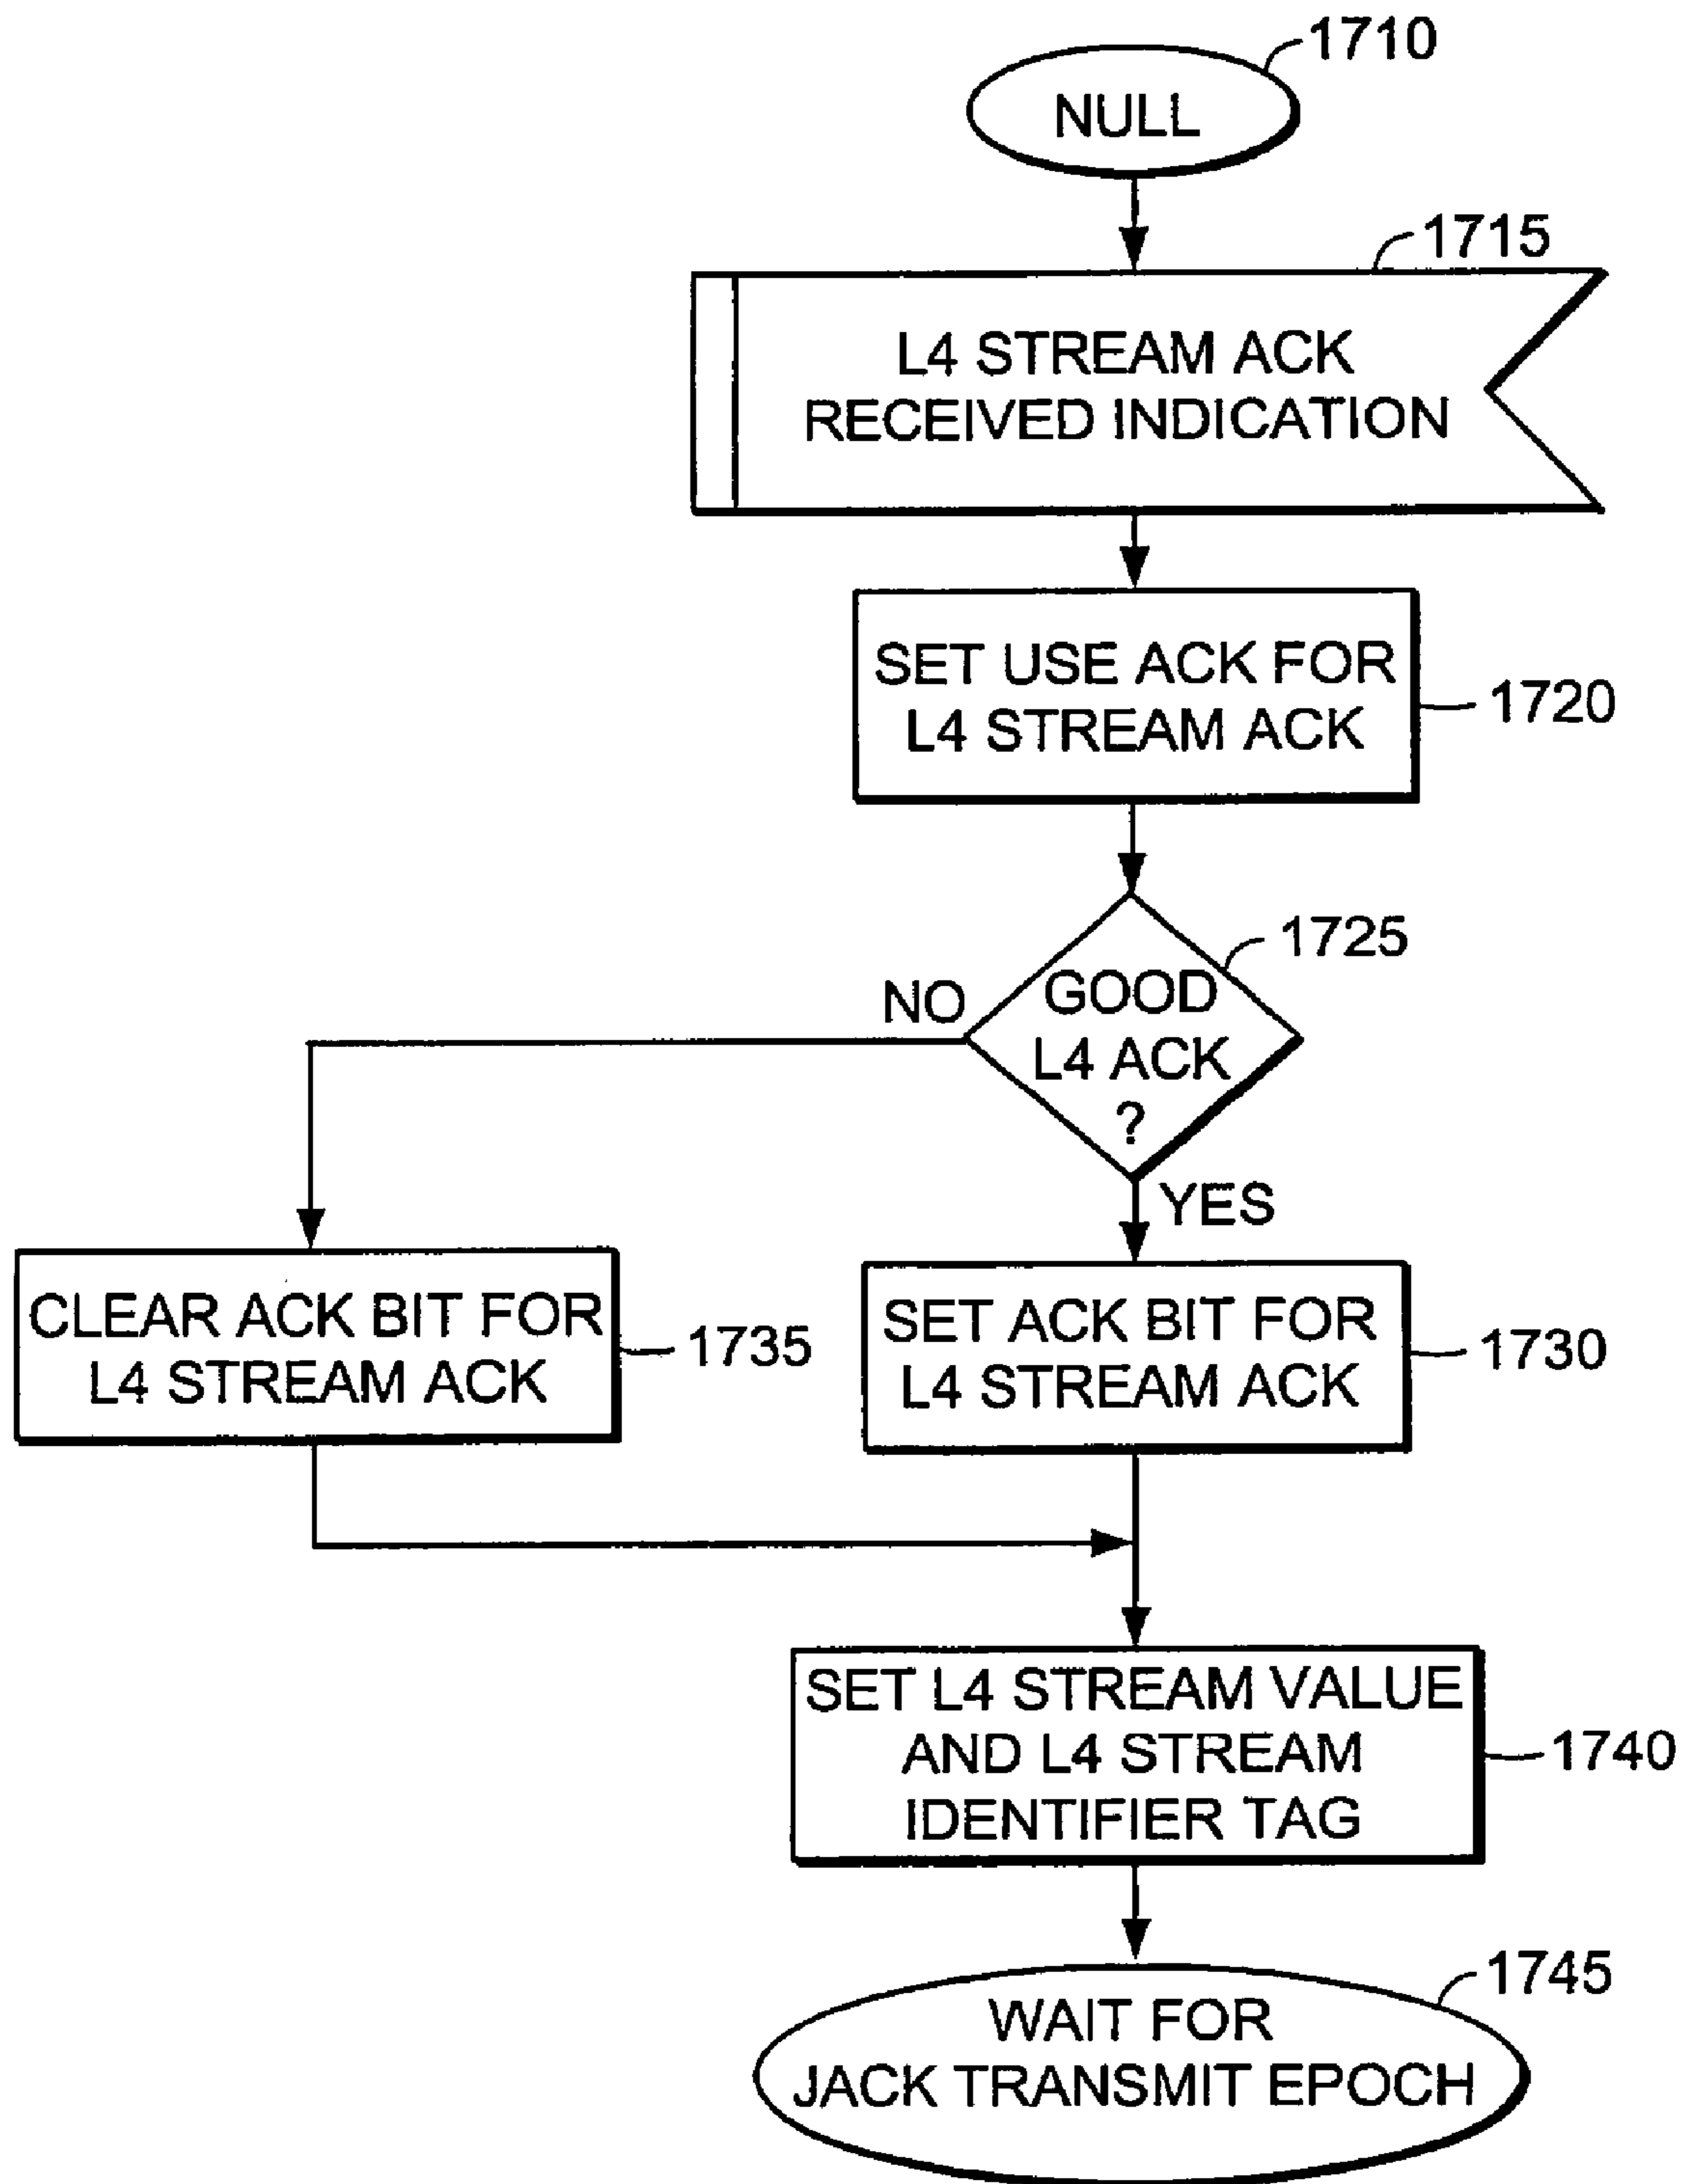 1710
NULL
1715
L4 STREAM ACK
RECEIVED INDICATION
SET USE ACK FOR
L4 STREAM ACK
1720
1725
NO
GOOD
L4 ACK
?
YES
CLEAR ACK BIT FOR
L4 STREAM ACK
1735
SET ACK BIT FOR
L4 STREAM ACK
1730
SET L4 STREAM VALUE
AND L4 STREAM
IDENTIFIER TAG
1740
1745
WAIT FOR
JACK TRANSMIT EPOCH